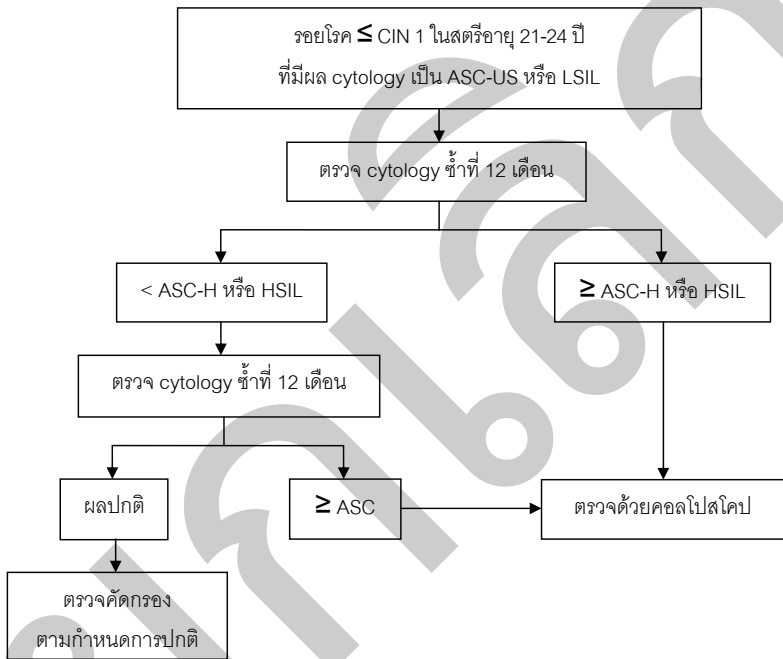 รอยโรค ≤ CIN 1 ในสตรีอายุ 21-24 ปี
ที่มีผล cytology เป็น ASC-US หรือ LSIL
ตรวจ cytology ซ้ำที่ 12 เดือน
< ASC-H หรือ HSIL
≥ ASC-H หรือ HSIL
ตรวจ cytology ซ้ำที่ 12 เดือน
ผลปกติ
≥ ASC
ตรวจด้วยคอลโปสโคป
ตรวจคัดกรอง
ตามกำหนดการปกติ